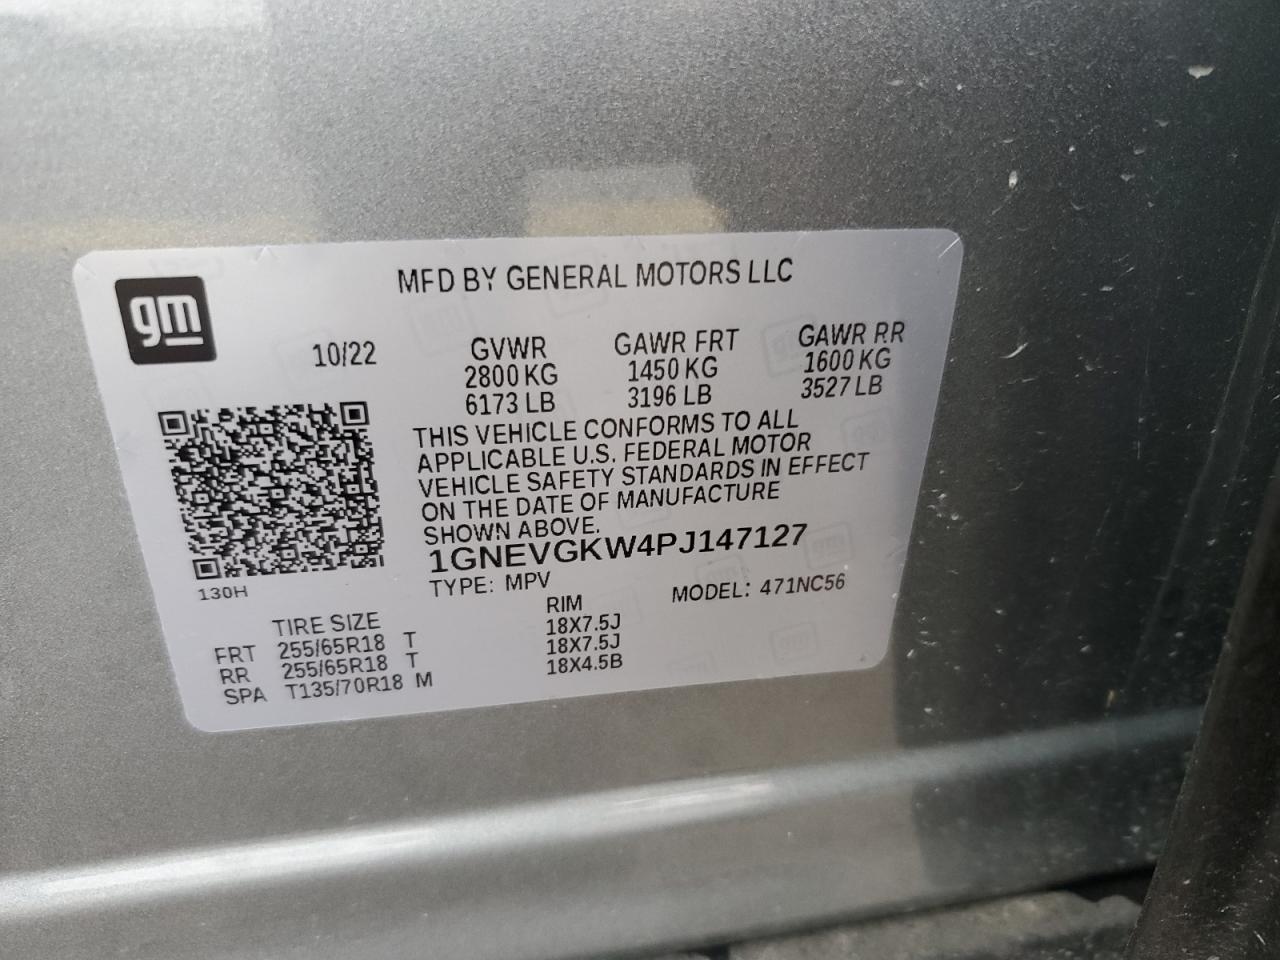 gm
MFD BY GENERAL MOTORS LLC
10/22 GVWR GAWR FRT GAWR RR
2800 KG 1450 KG 1600 KG
6173 LB 3196 LB 3527 LB
THIS VEHICLE CONFORMS TO ALL
APPLICABLE U.S. FEDERAL MOTOR
VEHICLE SAFETY STANDARDS IN EFFECT
ON THE DATE OF MANUFACTURE
SHOWN ABOVE.
1GNEVGKW4PJ147127
130H
TYPE: MPV MODEL: 471NC56
TIRE SIZE RIM
FRT 255/65R18 T 18X7.5J
RR 255/65R18 T 18X7.5J
SPA T135/70R18 M 18X4.5B